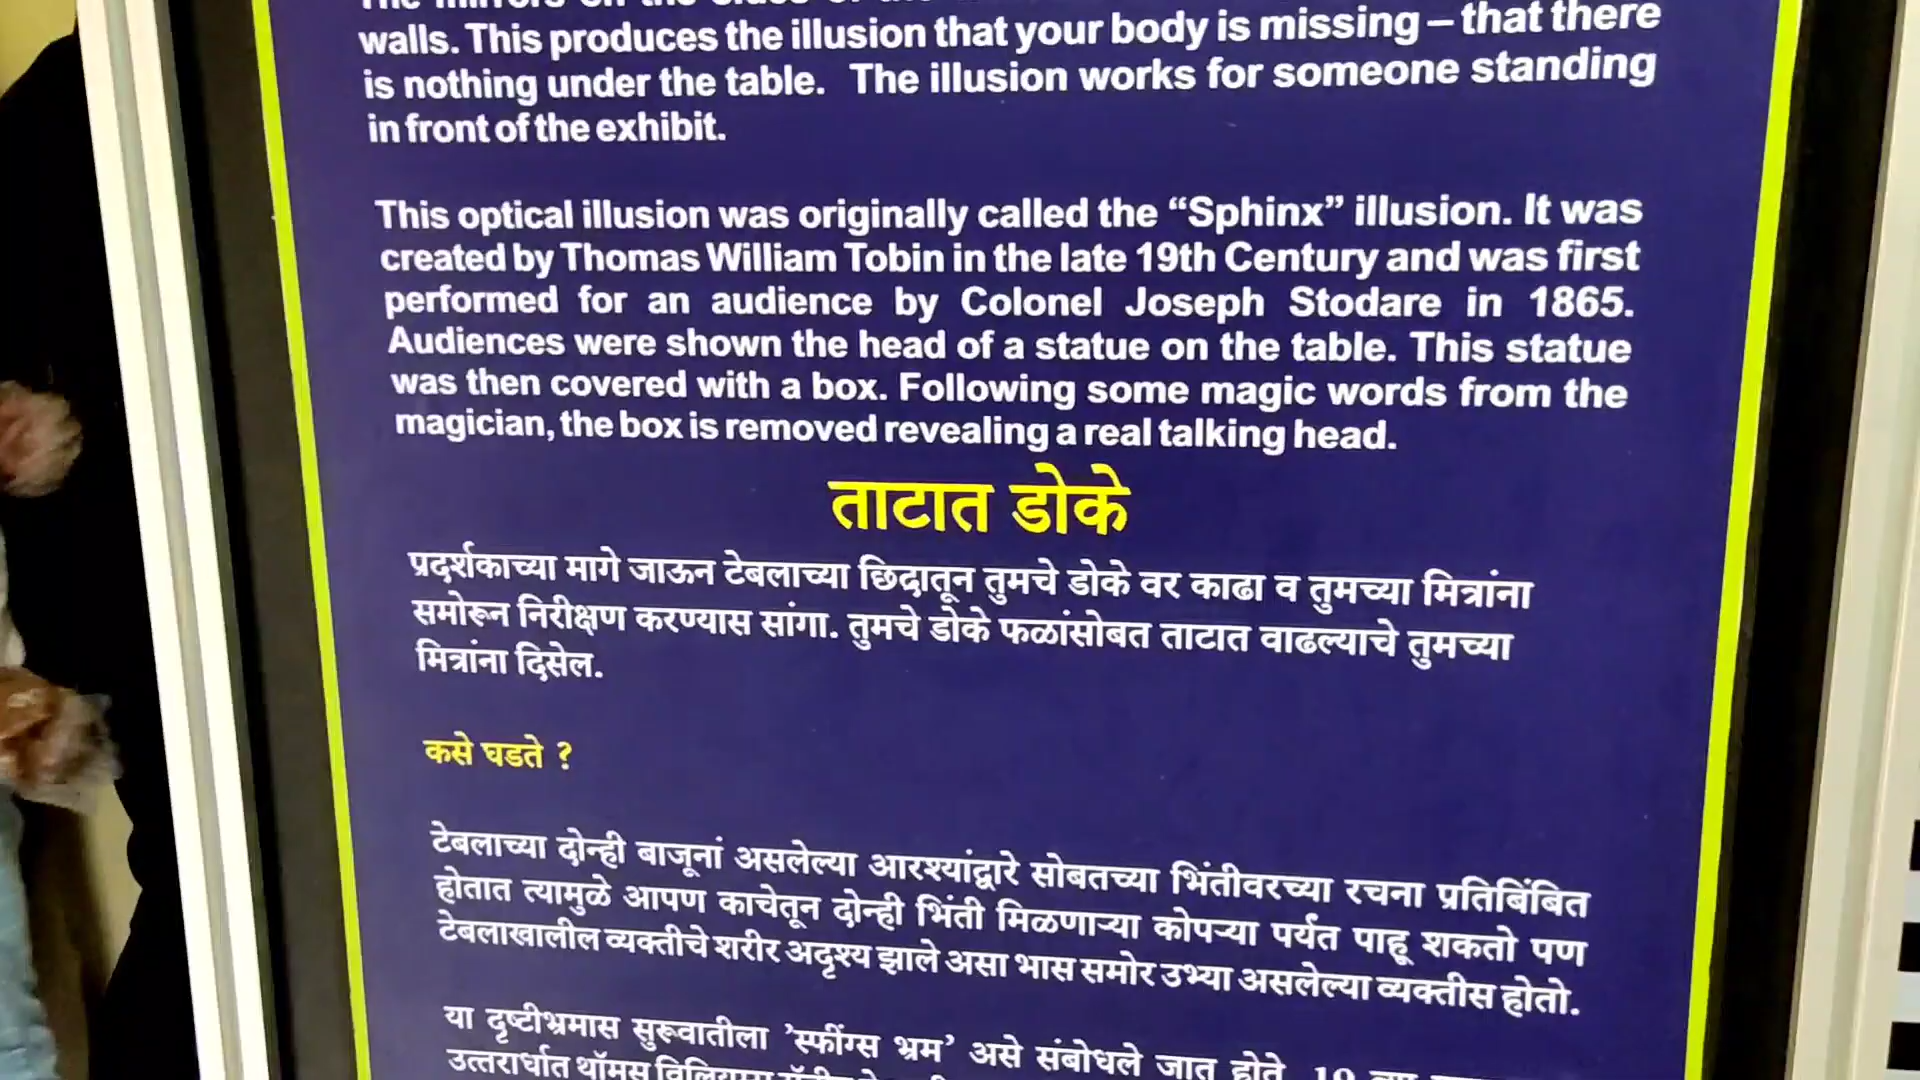 walls. This produces the illusion that your body is missing – that there
is nothing under the table. The illusion works for someone standing
in front of the exhibit.
This optical illusion was originally called the “Sphinx” illusion. It was
created by Thomas William Tobin in the late 19th Century and was first
performed for an audience by Colonel Joseph Stodare in 1865.
Audiences were shown the head of a statue on the table. This statue
was then covered with a box. Following some magic words from the
magician, the box is removed revealing a real talking head.
ताटात डोके
प्रदर्शकाच्या मागे जाऊन टेबलाच्या छिद्रातून तुमचे डोके वर काढा व तुमच्या मित्रांना
समोरून निरीक्षण करण्यास सांगा. तुमचे डोके फळांसोबत ताटात वाढल्याचे तुमच्या
मित्रांना दिसेल.
कसे घडते ?
टेबलाच्या दोन्ही बाजूनां असलेल्या आरश्यांद्वारे सोबतच्या भिंतीवरच्या रचना प्रतिबिंबित
होतात त्यामुळे आपण काचेतून दोन्ही भिंती मिळणाऱ्या कोपऱ्या पर्यंत पाहू शकतो पण
टेबलाखालील व्यक्तीचे शरीर अदृश्य झाले असा भास समोर उभ्या असलेल्या व्यक्तीस होतो.
या दृष्टीभ्रमास सुरूवातीला ’स्फींग्स भ्रम’ असे संबोधले जात होते.
उत्तरार्धात थॉमस विलियम